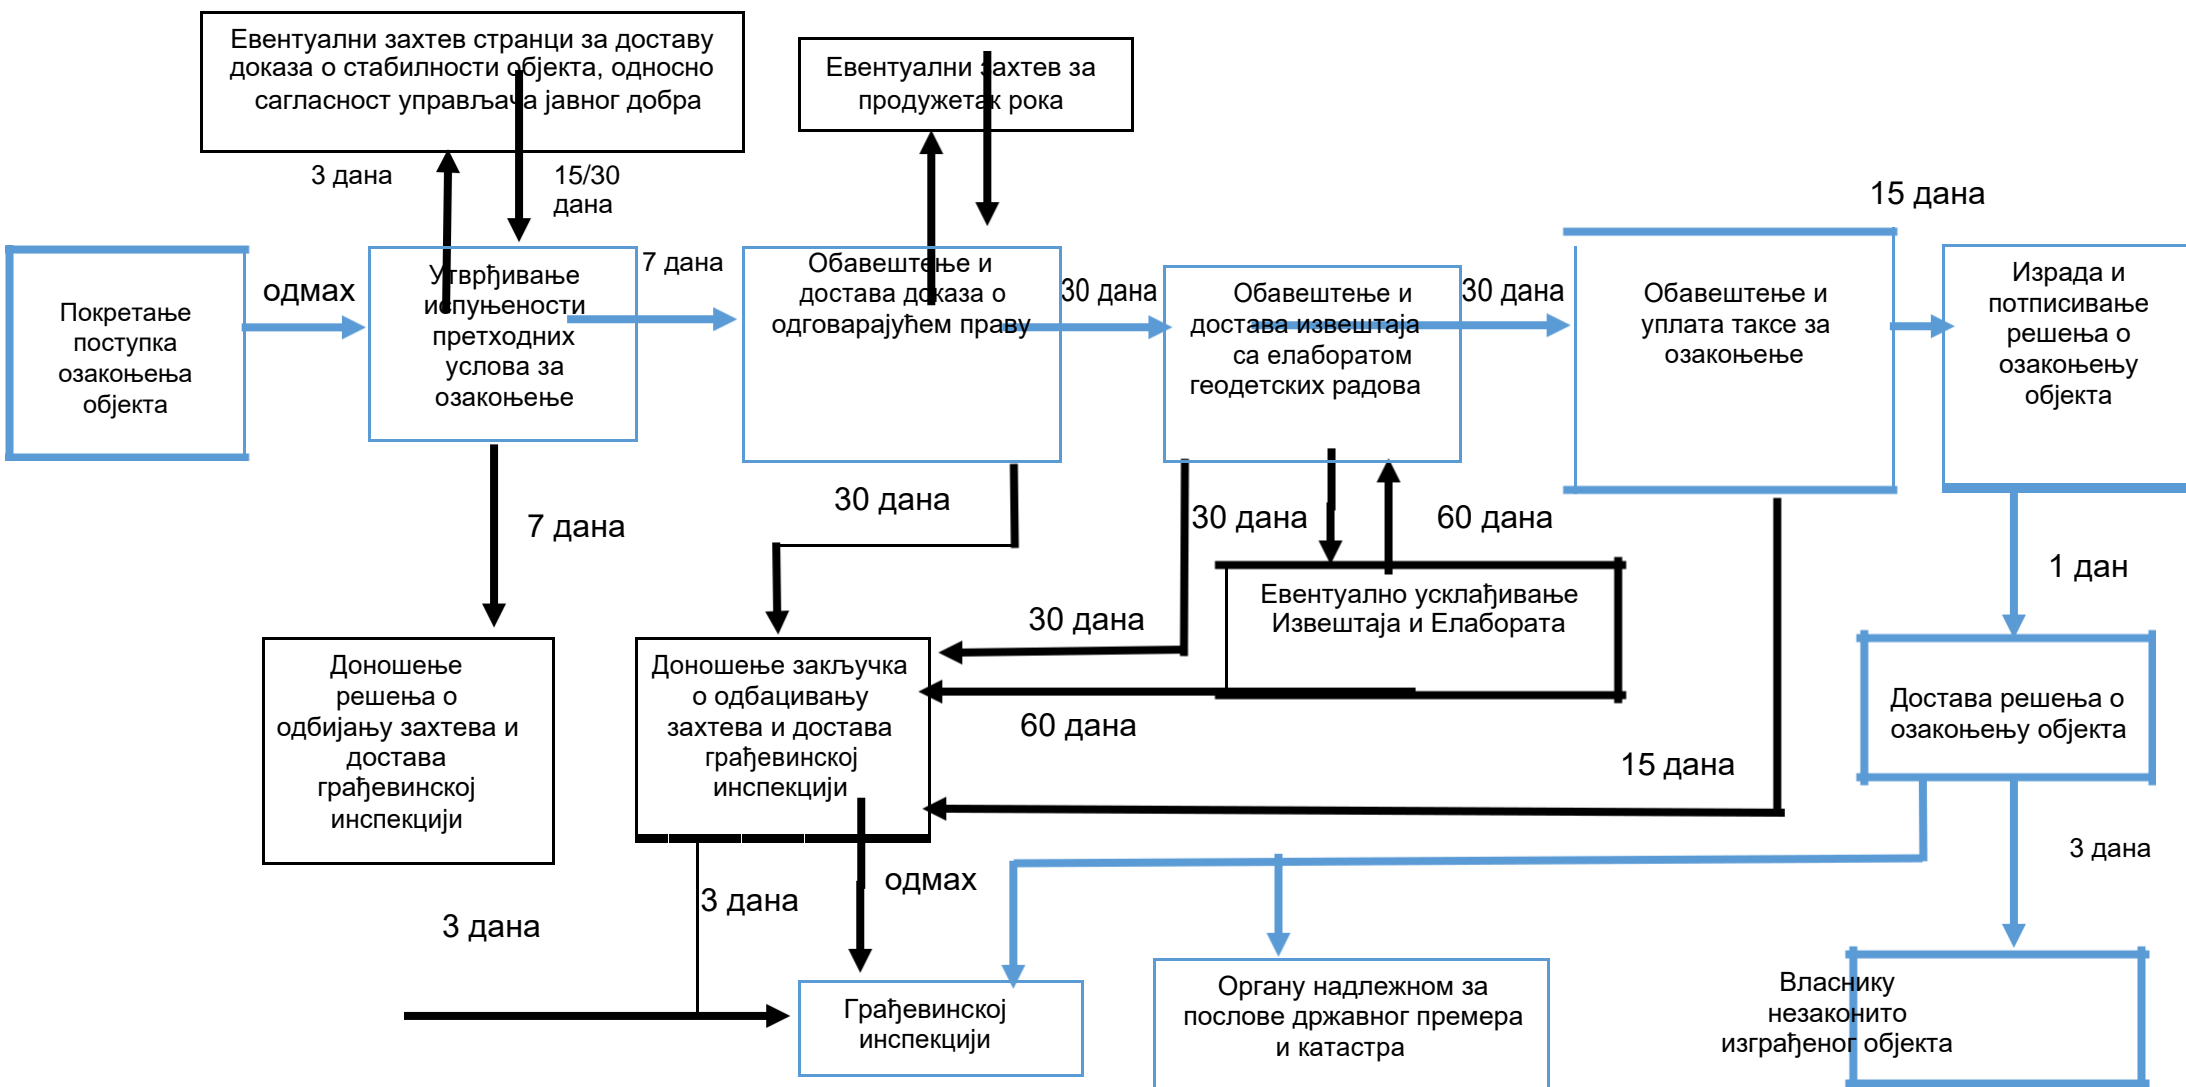 Евентуални захтев странци за доставу
доказа о стабилности објекта, односно
сагласност управљача јавног добра
Евентуални захтев за
продужетак рока
3 дана
15/30
дана
15 дана
Покретање
поступка
озакоњења
објекта
одмах
Утврђивање
испуњености
претходних
услова за
озакоњење
7 дана
Обавештење и
достава доказа о
одговарајућем праву
30 дана
Обавештење и
достава извештаја
са елаборатом
геодетских радова
30 дана
Обавештење и
уплата таксе за
озакоњење
Израда и
потписивање
решења о
озакоњењу
објекта
7 дана
30 дана
30 дана
60 дана
1 дан
Евентуално усклађивање
Извештаја и Елабората
30 дана
60 дана
15 дана
Доношење
решења о
одбијању захтева и
достава
грађевинској
инспекцији
Доношење закључка
о одбацивању
захтева и достава
грађевинској
инспекцији
Достава решења о
озакоњењу објекта
3 дана
3 дана
одмах
3 дана
Грађевинској
инспекцији
Органу надлежном за
послове државног премера
и катастра
Власнику
незаконито
изграђеног објекта